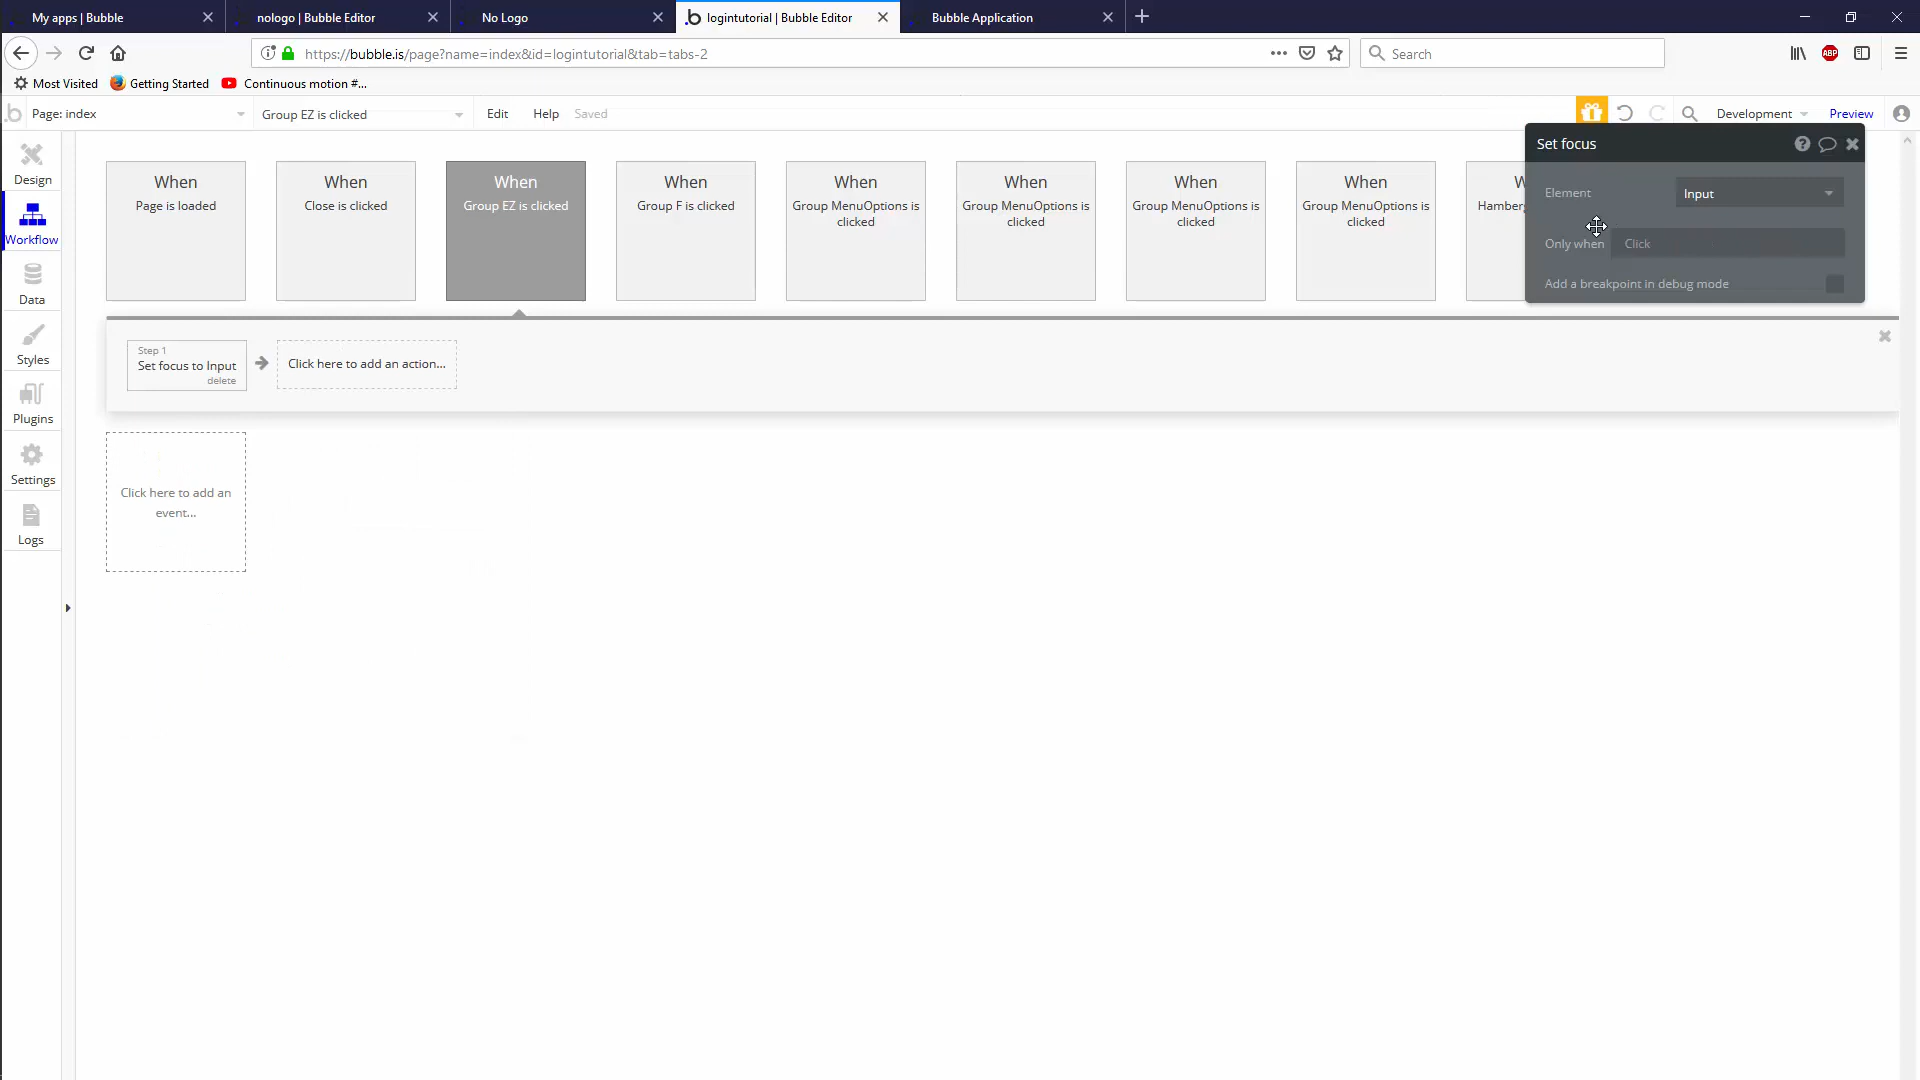 My apps | Bubble
nologo | Bubble Editor
No Logo
logintutorial | Bubble Editor
Bubble Application
https://bubble.is/page?name=index&id=logintutorial&tab=tabs-2
Search
Most Visited
Getting Started
Continuous motion #...
Page: index
Group EZ is clicked
Edit
Help
Saved
Development
Preview
Design
Workflow
Data
Styles
Plugins
Settings
Logs
When
Page is loaded
When
Close is clicked
When
Group EZ is clicked
When
Group F is clicked
When
Group MenuOptions is
clicked
When
Group MenuOptions is
clicked
When
Group MenuOptions is
clicked
When
Group MenuOptions is
clicked
Set focus
Element
Input
Only when
Click
Add a breakpoint in debug mode
Step 1
Set focus to Input
delete
Click here to add an action...
Click here to add an
event...
ABP